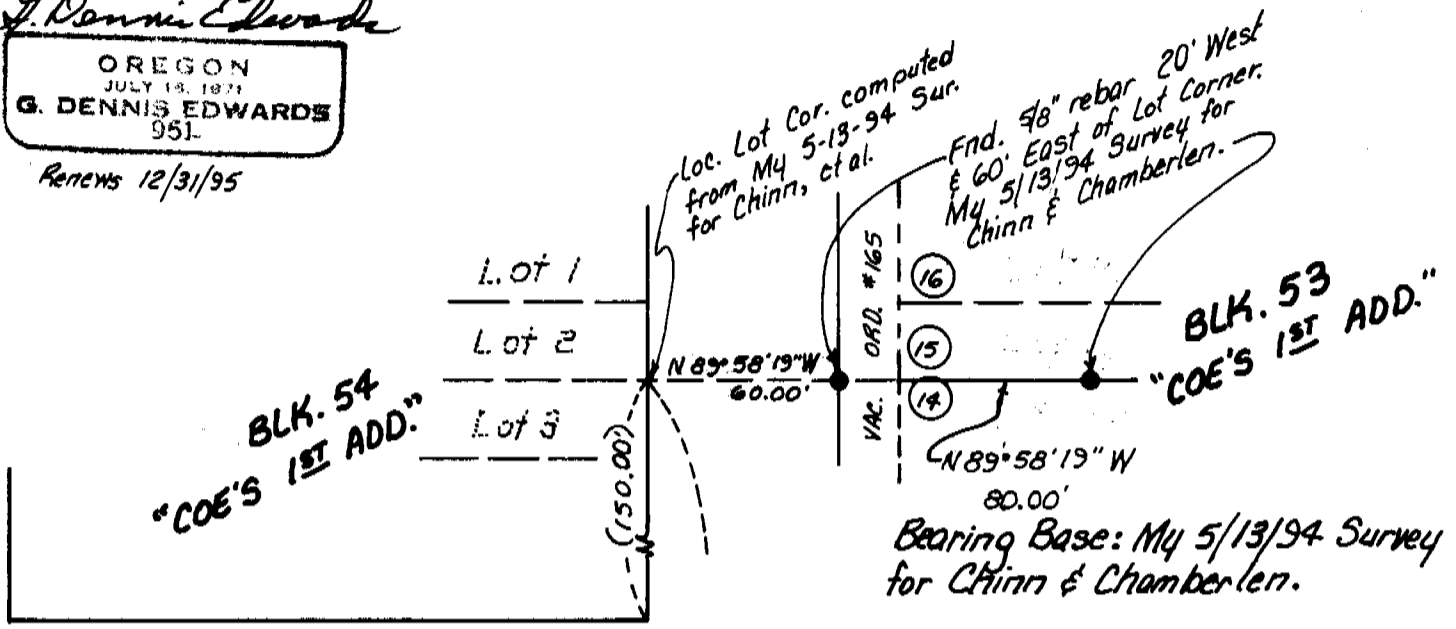 G. Dennis Edwards
OREGON
JULY 16, 1971
G. DENNIS EDWARDS
951
Renews 12/31/95
Loc. Lot Cor. computed
from My 5-13-94 Sur.
for Chinn, et al.
Fnd. 5/8" rebar 20' West
& 60' East of Lot Corner.
My 5/13/94 Survey for
Chinn & Chamberlen.
Lot 1
Lot 2
Lot 3
BLK. 54
"COE'S 1ST ADD."
N 89°58'19" W
60.00'
(150.00')
VAC. ORD. #165
16
15
14
BLK. 53
"COE'S 1ST ADD."
N 89°58'19" W
80.00'
Bearing Base: My 5/13/94 Survey
for Chinn & Chamberlen.